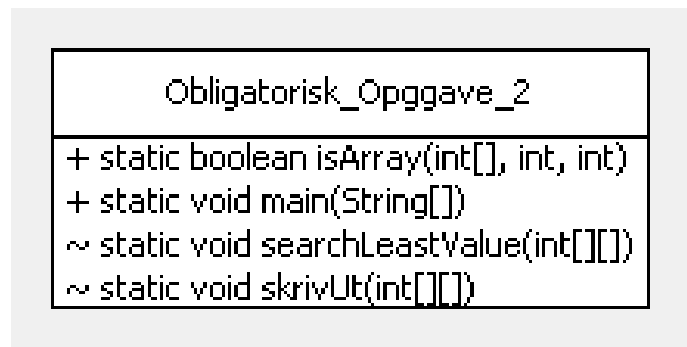 Obligatorisk_Opggave_2
+ static boolean isArray(int[], int, int)
+ static void main(String[])
~ static void searchLeastValue(int[][])
~ static void skrivUt(int[][])